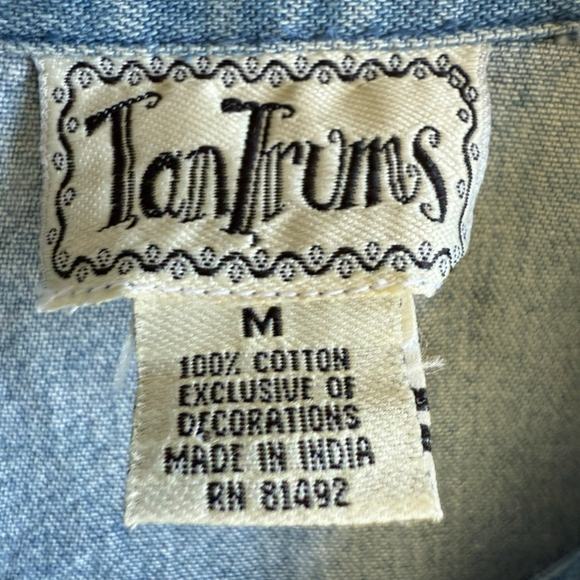 TanTrums
M
100% COTTON
EXCLUSIVE OF
DECORATIONS
MADE IN INDIA
RN 81492